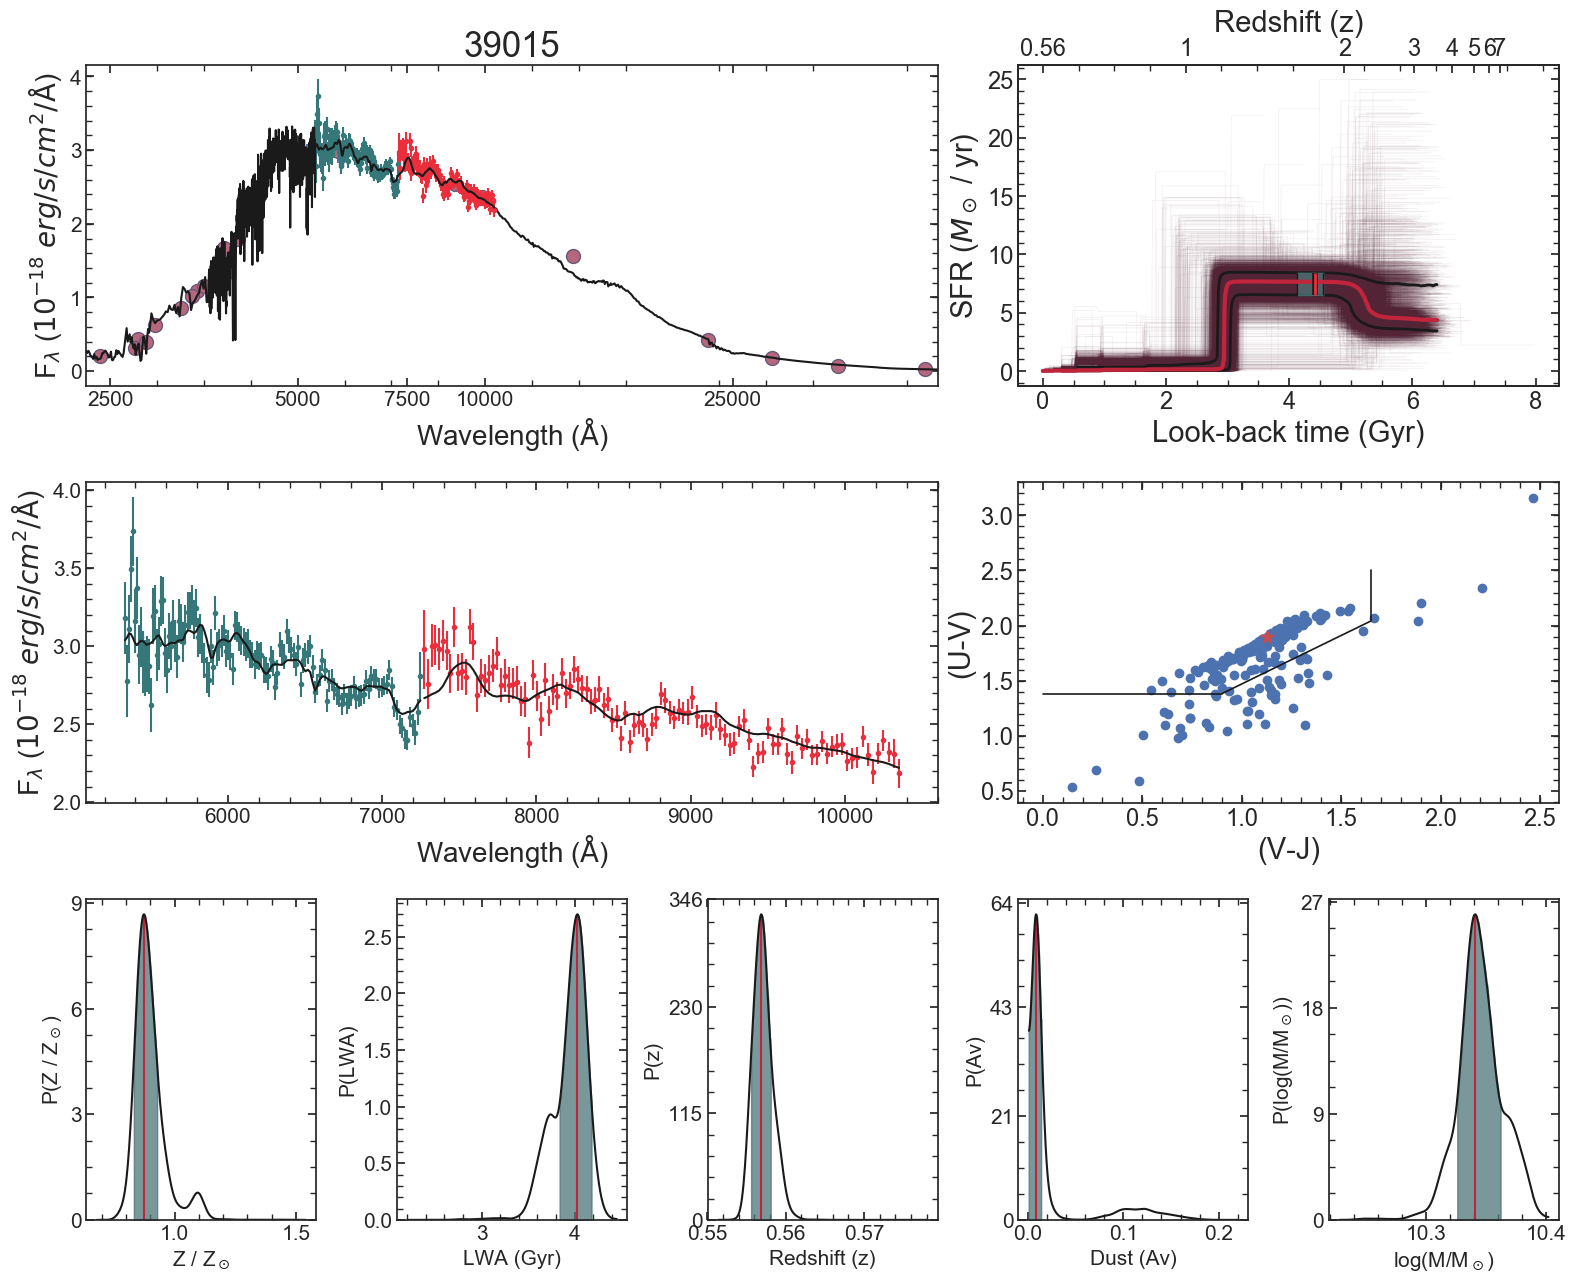 39015
4
3
2
1
0
F_λ (10^−18 erg/s/cm^2/Å)
2500 5000 7500 10000 25000
Wavelength (Å)
Redshift (z)
0.56 1 2 3 4 5 6 7
25
20
15
10
5
0
SFR (M_⊙ / yr)
0 2 4 6 8
Look-back time (Gyr)
4.0
3.5
3.0
2.5
2.0
F_λ (10^−18 erg/s/cm^2/Å)
6000 7000 8000 9000 10000
Wavelength (Å)
3.0
2.5
2.0
1.5
1.0
0.5
(U-V)
0.0 0.5 1.0 1.5 2.0 2.5
(V-J)
9
6
3
0
P(Z / Z_⊙)
1.0 1.5
Z / Z_⊙
2.5
2.0
1.5
1.0
0.5
0.0
P(LWA)
3 4
LWA (Gyr)
346
230
115
0
P(z)
0.55 0.56 0.57
Redshift (z)
64
43
21
0
P(Av)
0.0 0.1 0.2
Dust (Av)
27
18
9
0
P(log(M/M_⊙))
10.3 10.4
log(M/M_⊙)